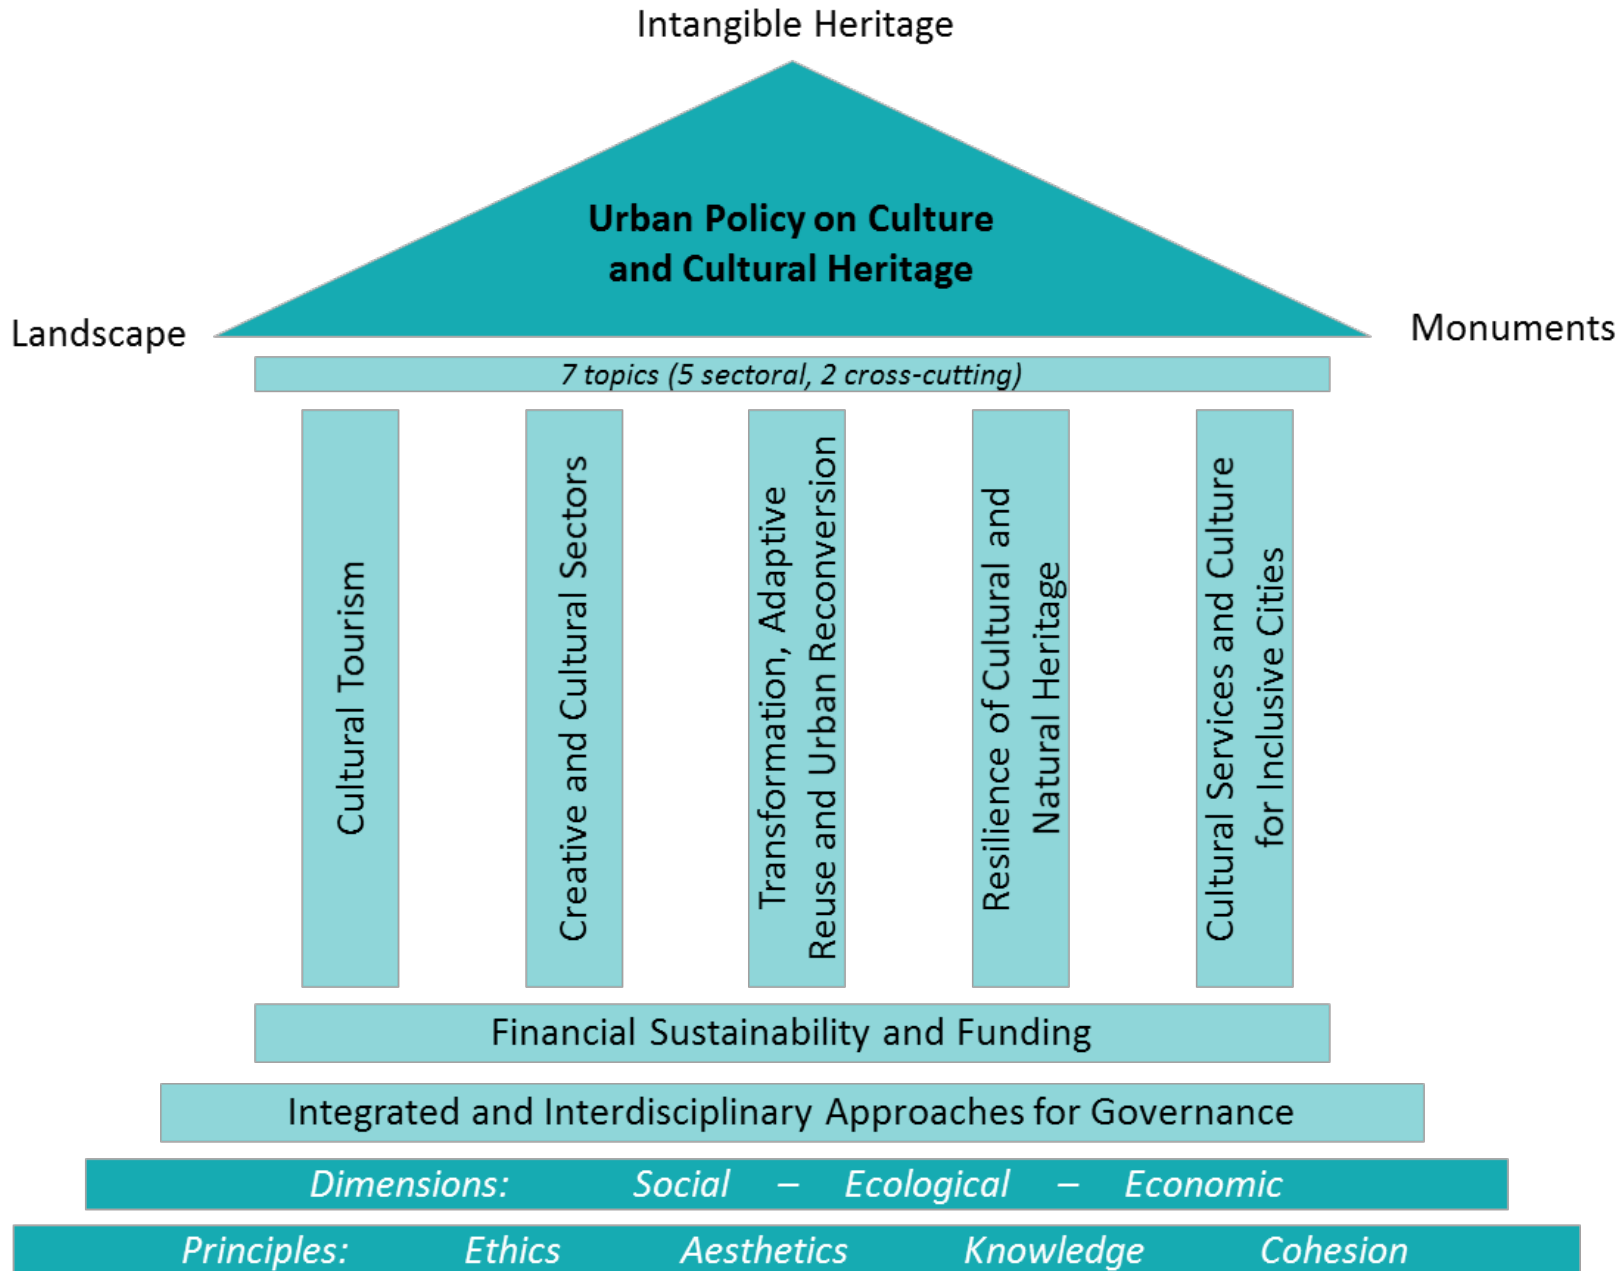 Intangible Heritage
Urban Policy on Culture
and Cultural Heritage
Landscape
Monuments
7 topics (5 sectoral, 2 cross-cutting)
Cultural Tourism
Creative and Cultural Sectors
Transformation, Adaptive
Reuse and Urban Reconversion
Resilience of Cultural and
Natural Heritage
Cultural Services and Culture
for Inclusive Cities
Financial Sustainability and Funding
Integrated and Interdisciplinary Approaches for Governance
Dimensions: Social – Ecological – Economic
Principles: Ethics Aesthetics Knowledge Cohesion